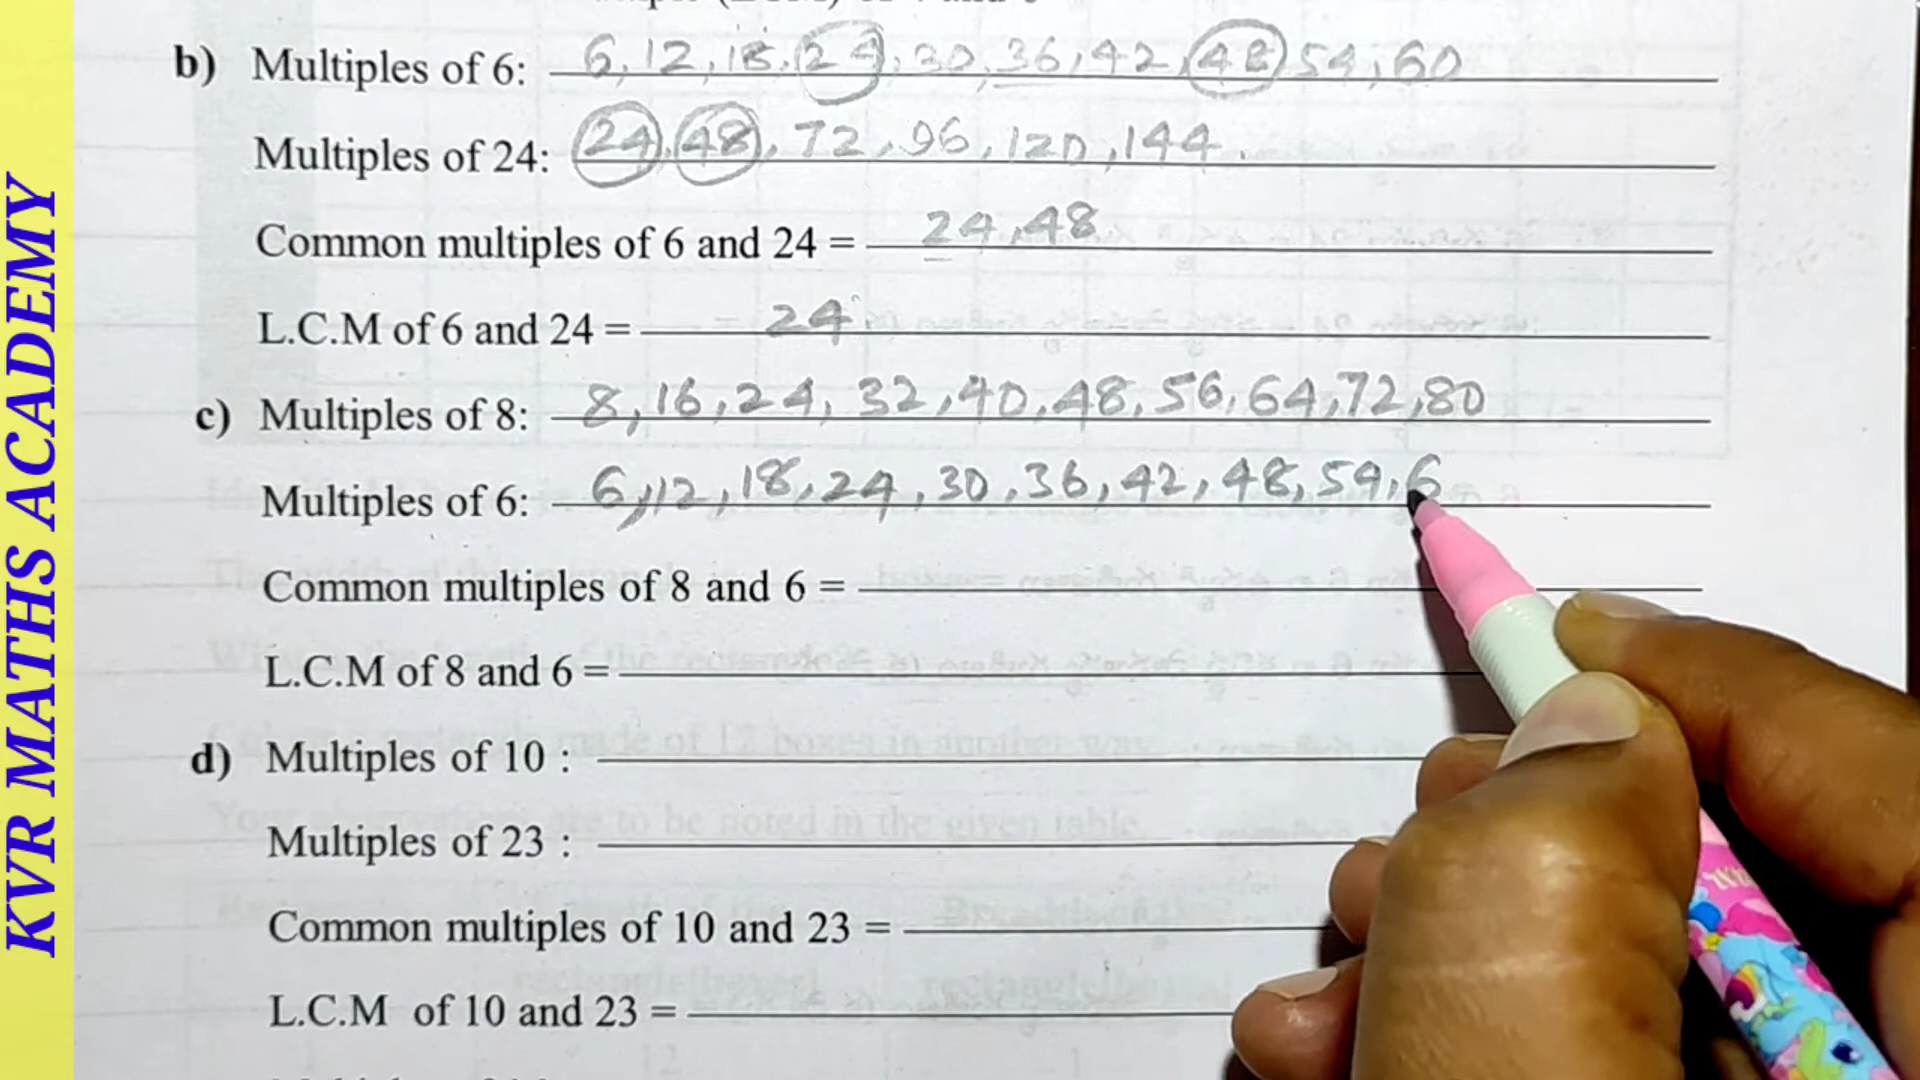 KVR MATHS ACADEMY
b) Multiples of 6: 6, 12, 18, 24, 30, 36, 42, 48, 54, 60
Multiples of 24: 24, 48, 72, 96, 120, 144.
Common multiples of 6 and 24 = 24, 48
L.C.M of 6 and 24 = 24
c) Multiples of 8: 8, 16, 24, 32, 40, 48, 56, 64, 72, 80
Multiples of 6: 6, 12, 18, 24, 30, 36, 42, 48, 54, 6
Common multiples of 8 and 6 =
L.C.M of 8 and 6 =
d) Multiples of 10 :
Multiples of 23 :
Common multiples of 10 and 23 =
L.C.M of 10 and 23 =